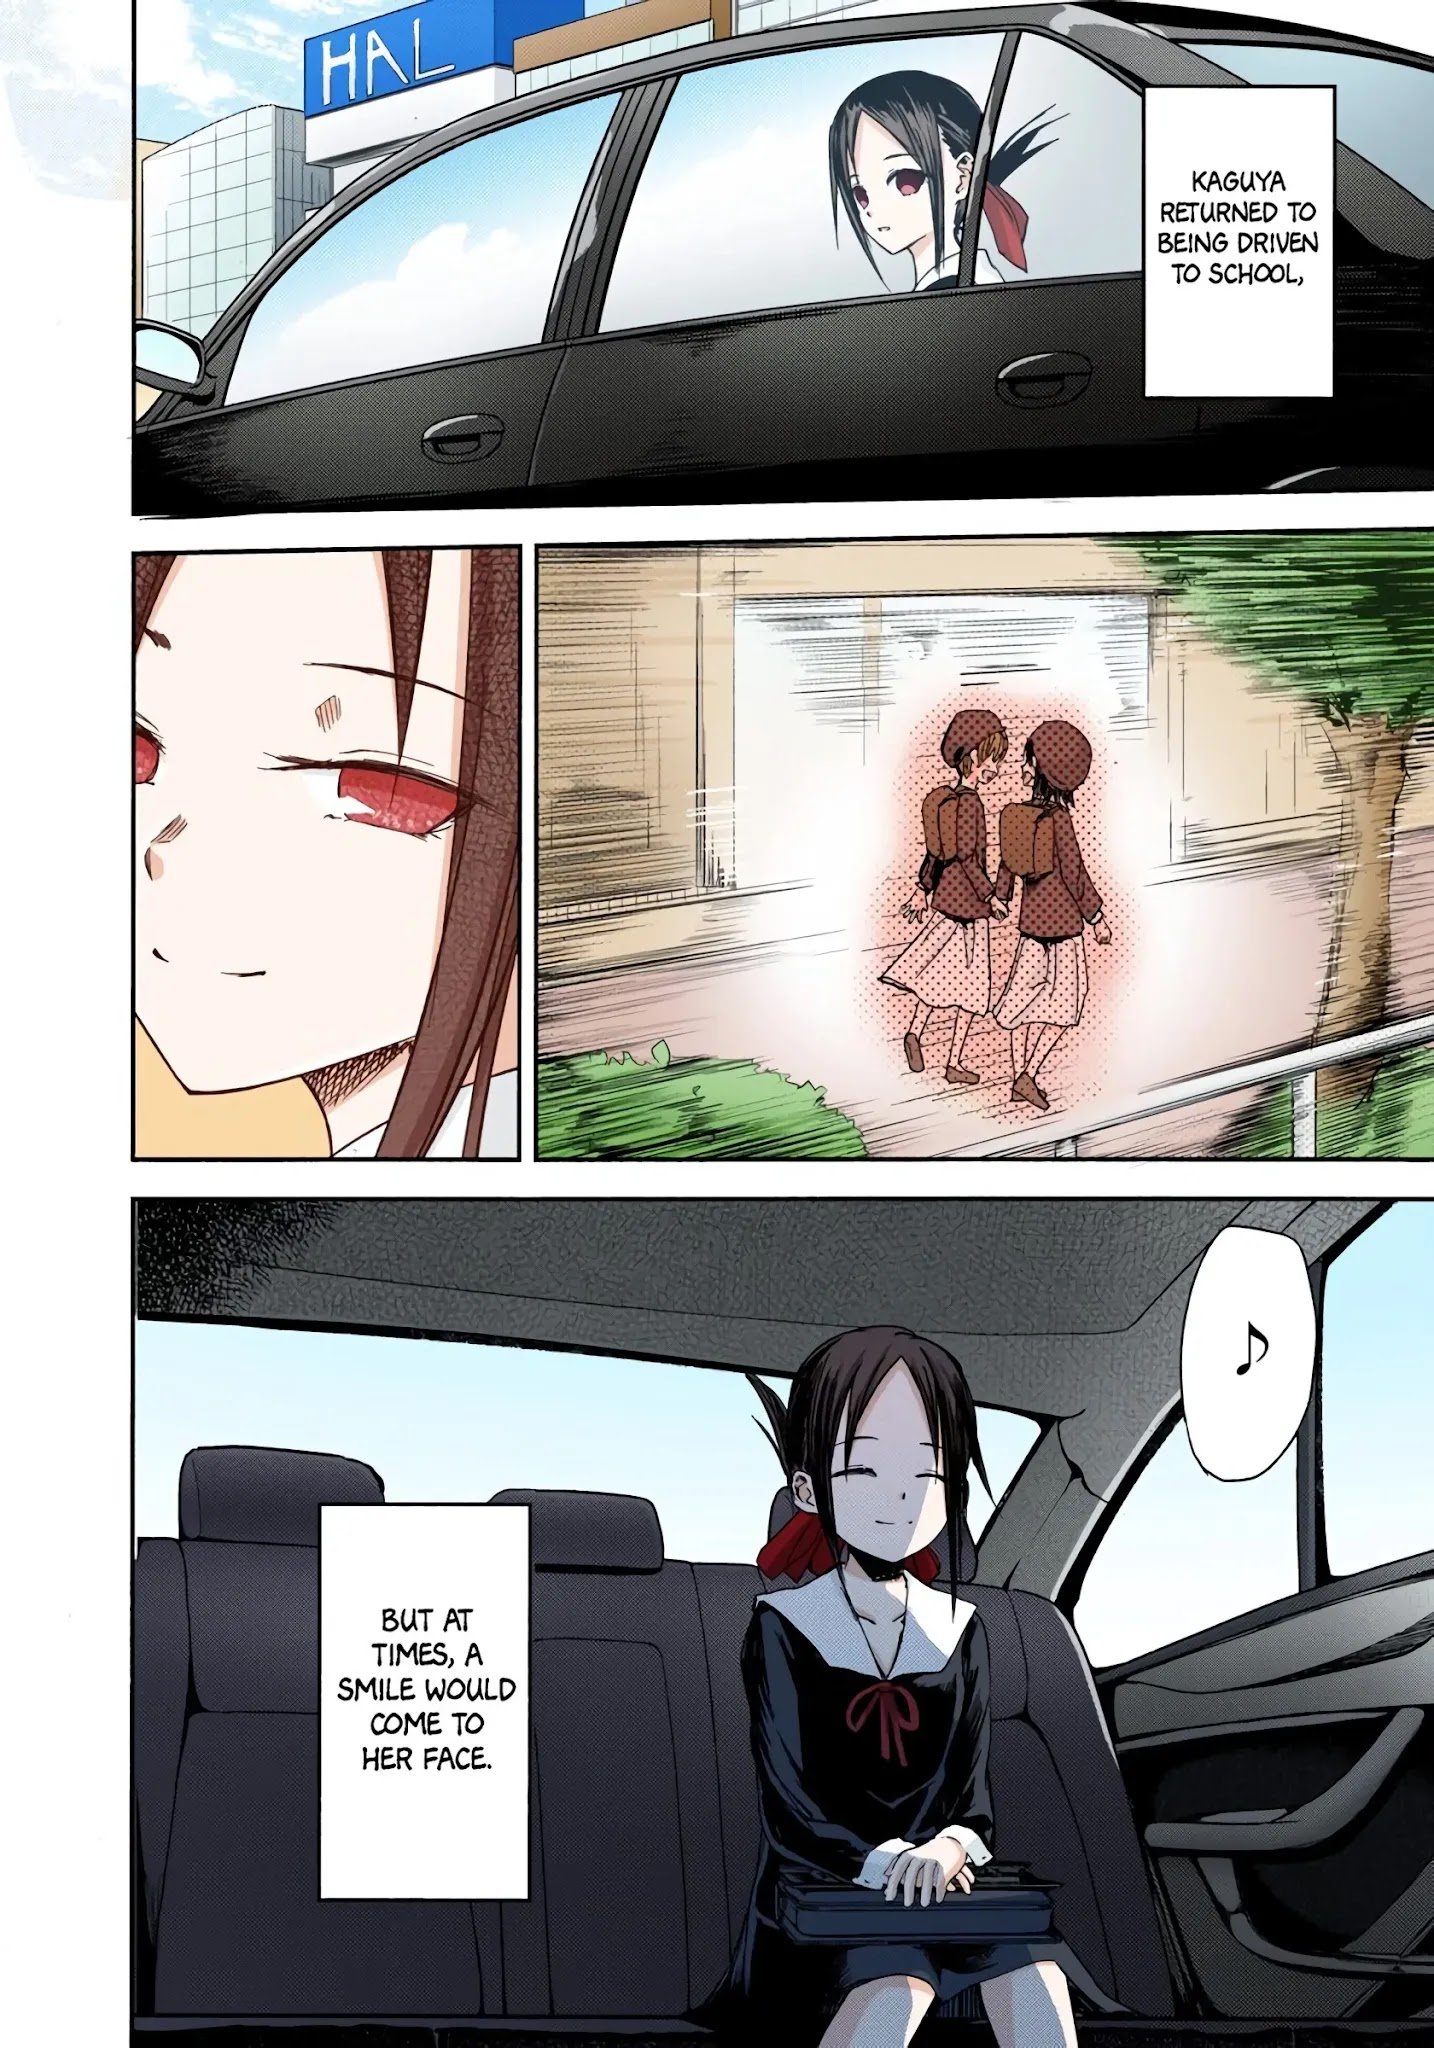 HAL
KAGUYA
RETURNED TO
BEING DRIVEN
TO SCHOOL,
♪
BUT AT
TIMES, A
SMILE WOULD
COME TO
HER FACE.